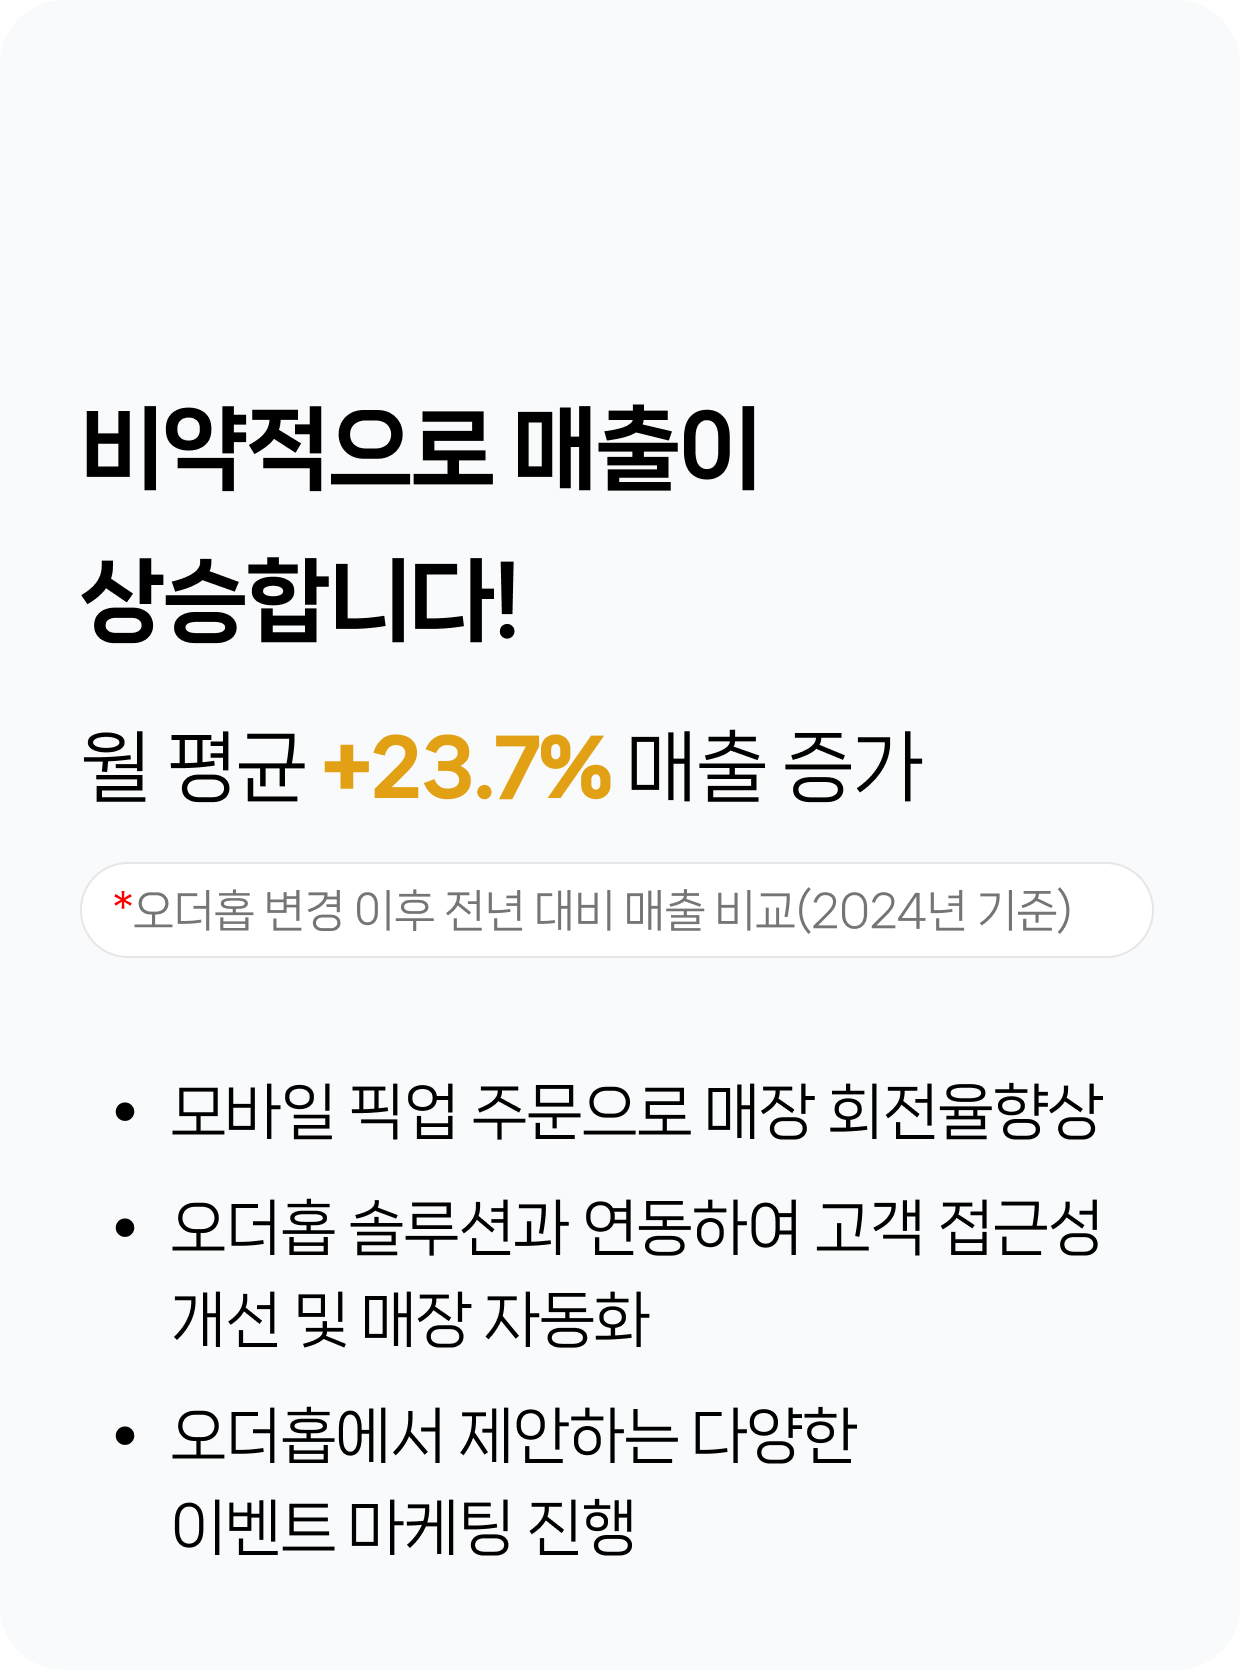 비약적으로 매출이
상승합니다!
월 평균 +23.7% 매출 증가
*오더홉 변경 이후 전년 대비 매출 비교(2024년 기준)
• 모바일 픽업 주문으로 매장 회전율향상
• 오더홉 솔루션과 연동하여 고객 접근성
개선 및 매장 자동화
• 오더홉에서 제안하는 다양한
이벤트 마케팅 진행